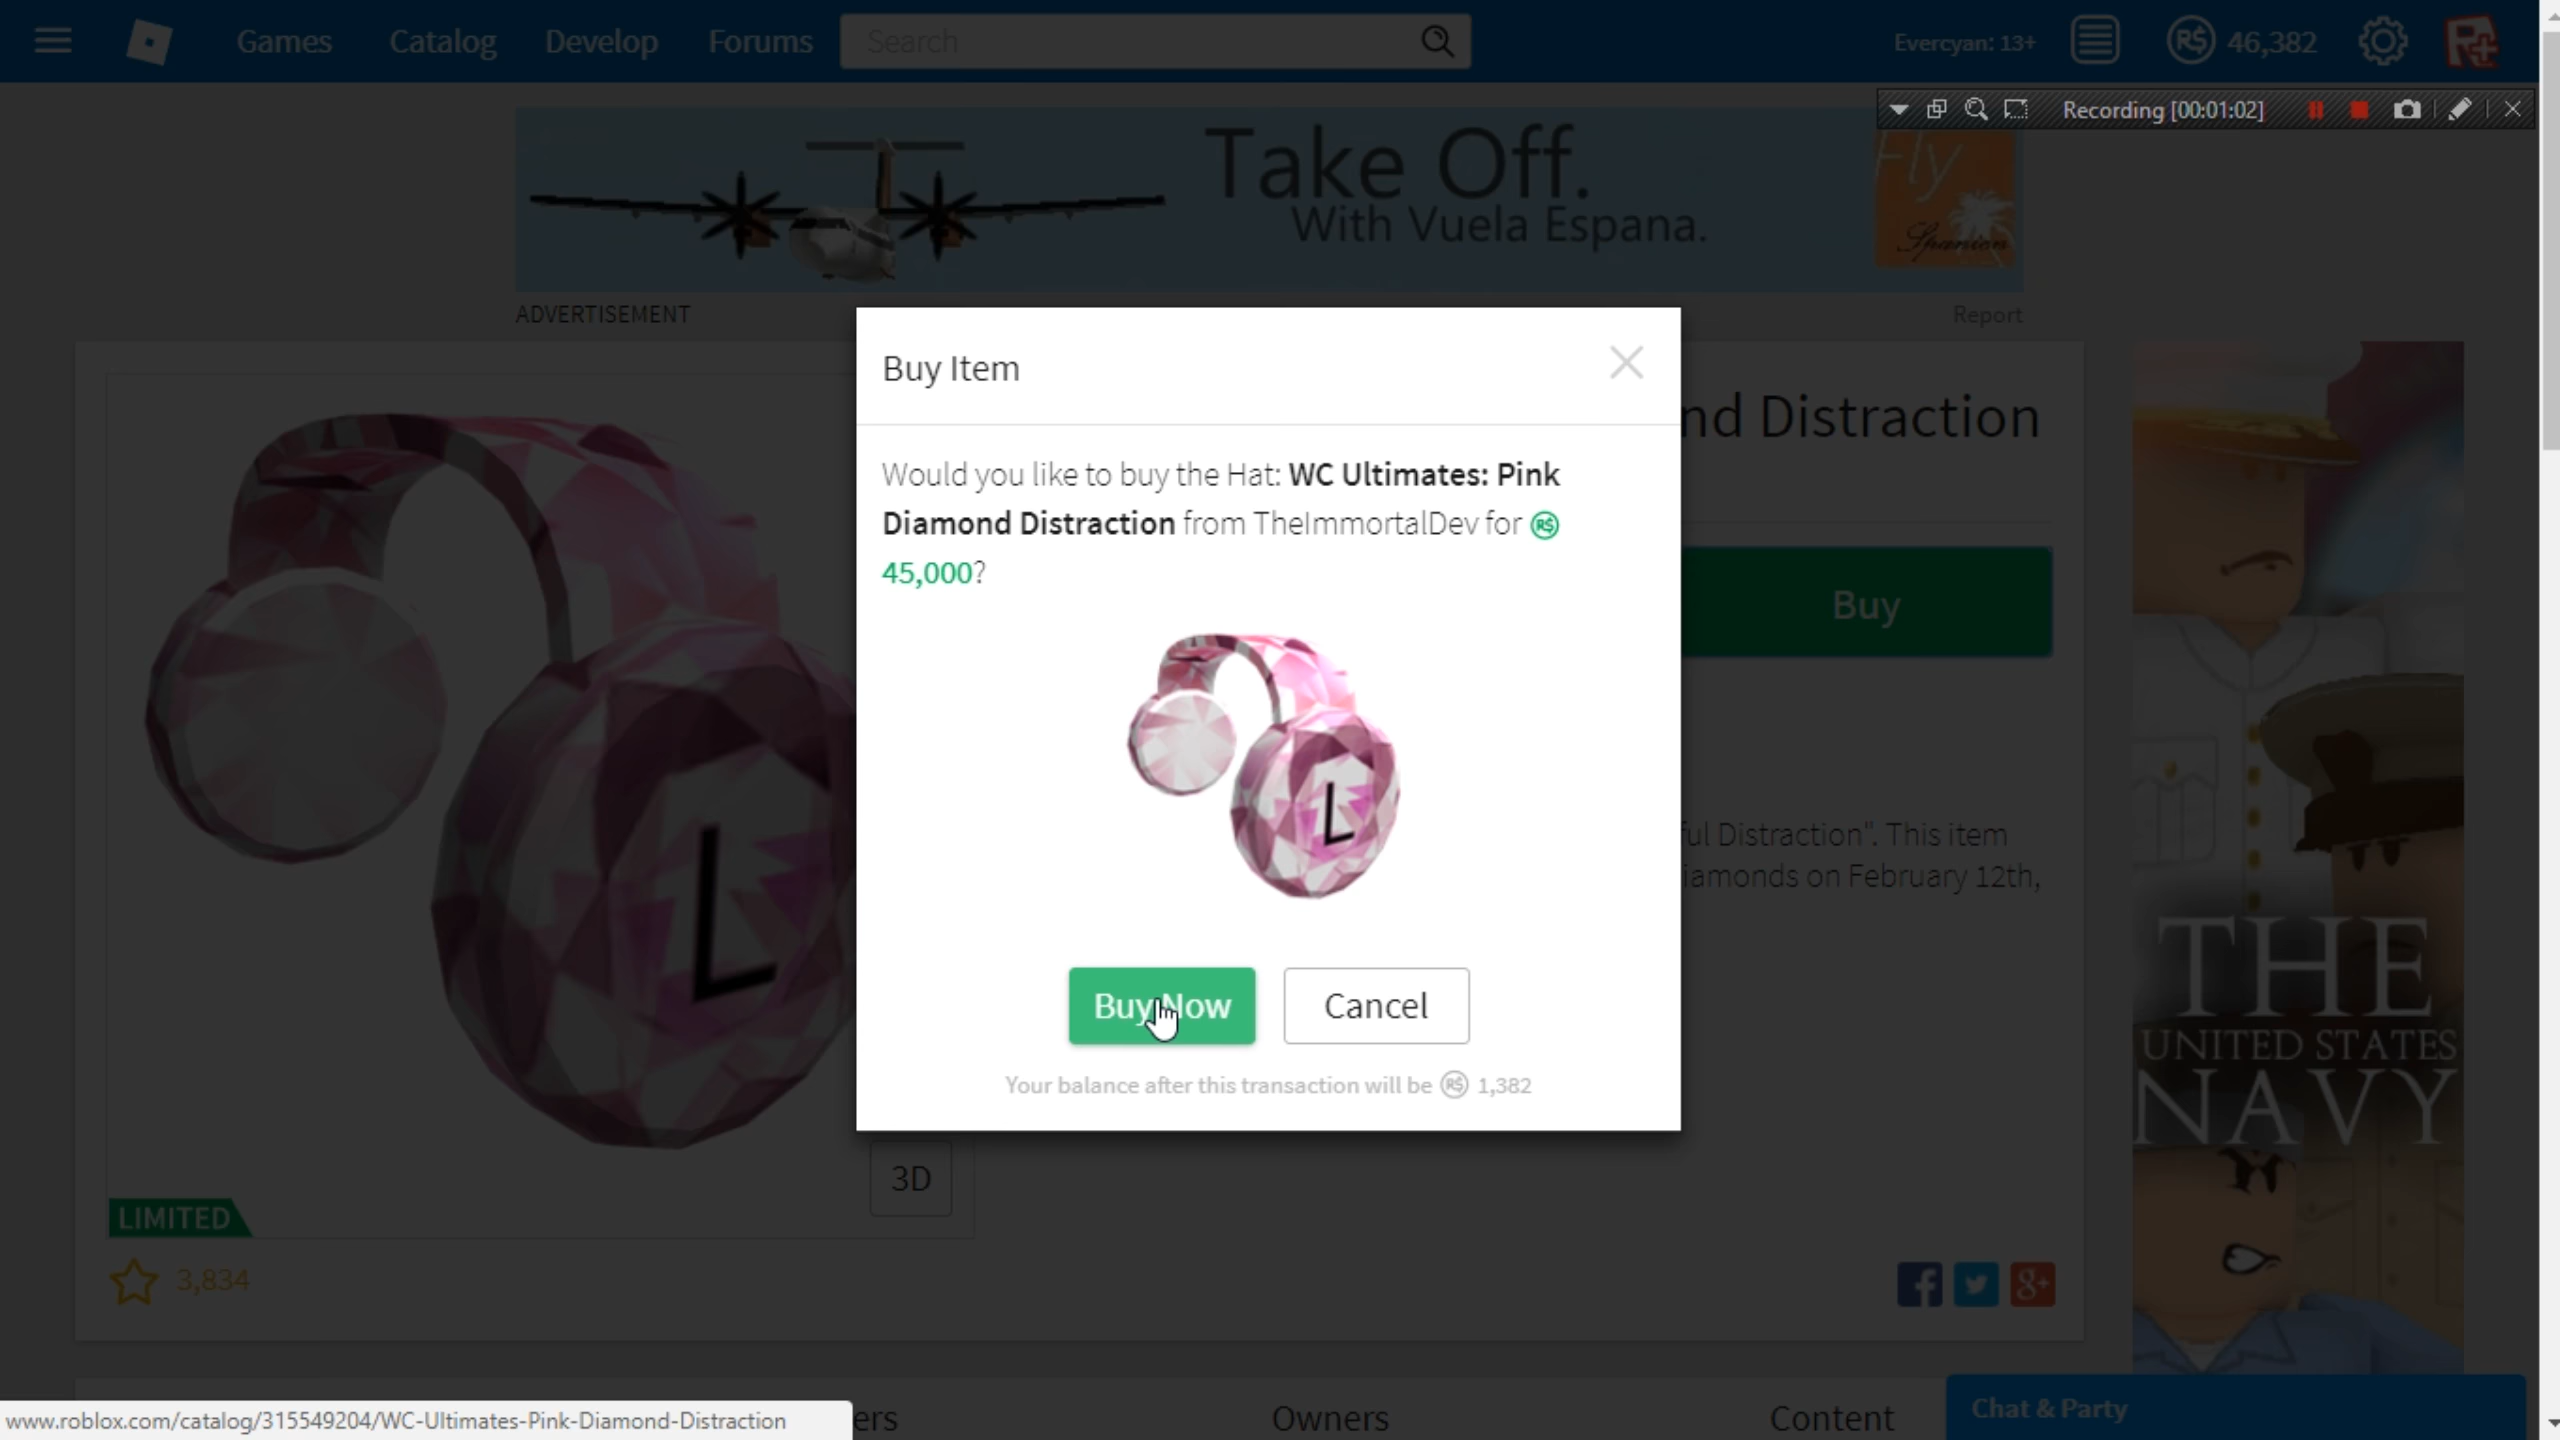 Games
Catalog
Develop
Forums
Search
Evercyan: 13+
R$ 46,382
Recording [00:01:02]
Take Off.
With Vuela Espana.
Fly
Spanien
ADVERTISEMENT
Report
Buy Item
nd Distraction
Would you like to buy the Hat: WC Ultimates: Pink
Diamond Distraction from TheImmortalDev for R$
45,000?
Buy
L
L
ful Distraction". This item
iamonds on February 12th,
Buy Now
Cancel
Your balance after this transaction will be R$ 1,382
THE
UNITED STATES
NAVY
3D
LIMITED
3,834
www.roblox.com/catalog/315549204/WC-Ultimates-Pink-Diamond-Distraction
ers
Owners
Content
Chat & Party